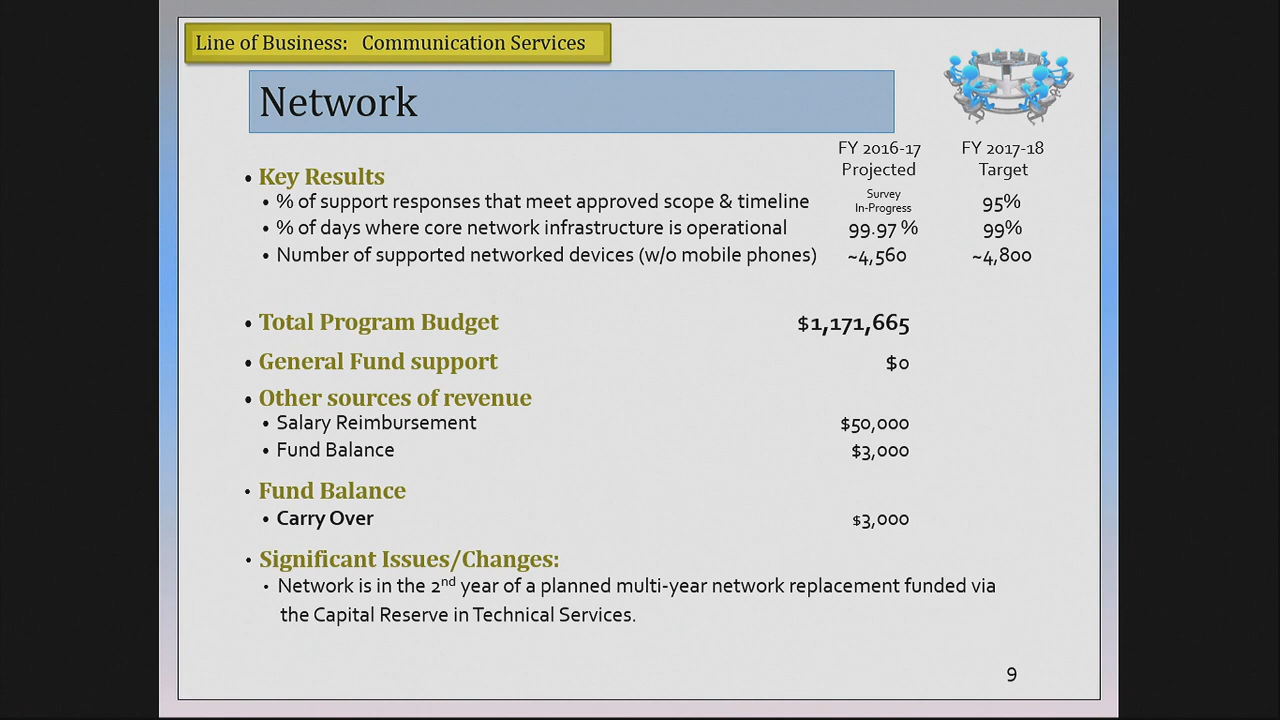 Line of Business: Communication Services
Network
FY 2016-17 FY 2017-18
Projected Target
• Key Results
• % of support responses that meet approved scope & timeline Survey In-Progress 95%
• % of days where core network infrastructure is operational 99.97 % 99%
• Number of supported networked devices (w/o mobile phones) ~4,560 ~4,800
• Total Program Budget $1,171,665
• General Fund support $0
• Other sources of revenue
• Salary Reimbursement $50,000
• Fund Balance $3,000
• Fund Balance
• Carry Over $3,000
• Significant Issues/Changes:
• Network is in the 2nd year of a planned multi-year network replacement funded via
the Capital Reserve in Technical Services.
9